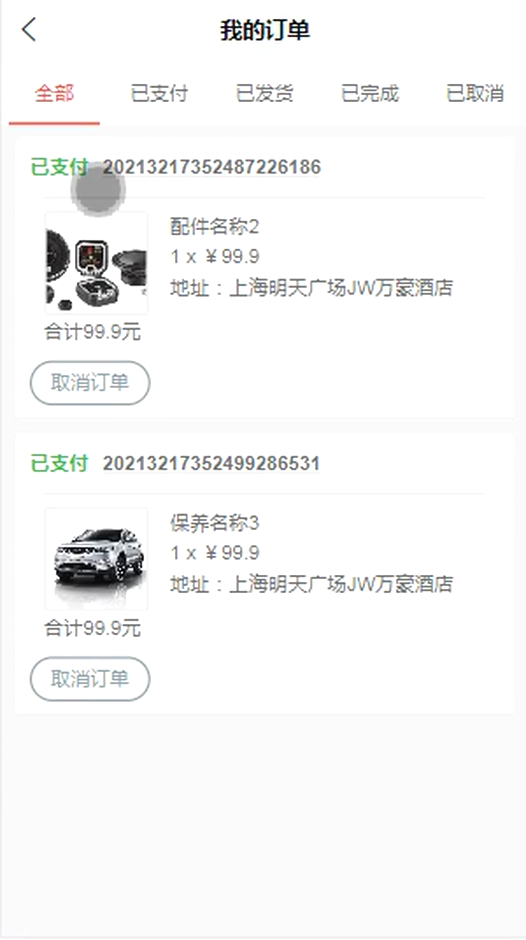 我的订单
全部 已支付 已发货 已完成 已取消
已支付 20213217352487226186
配件名称2
1 x ￥99.9
地址：上海明天广场JW万豪酒店
合计99.9元
取消订单
已支付 20213217352499286531
保养名称3
1 x ￥99.9
地址：上海明天广场JW万豪酒店
合计99.9元
取消订单